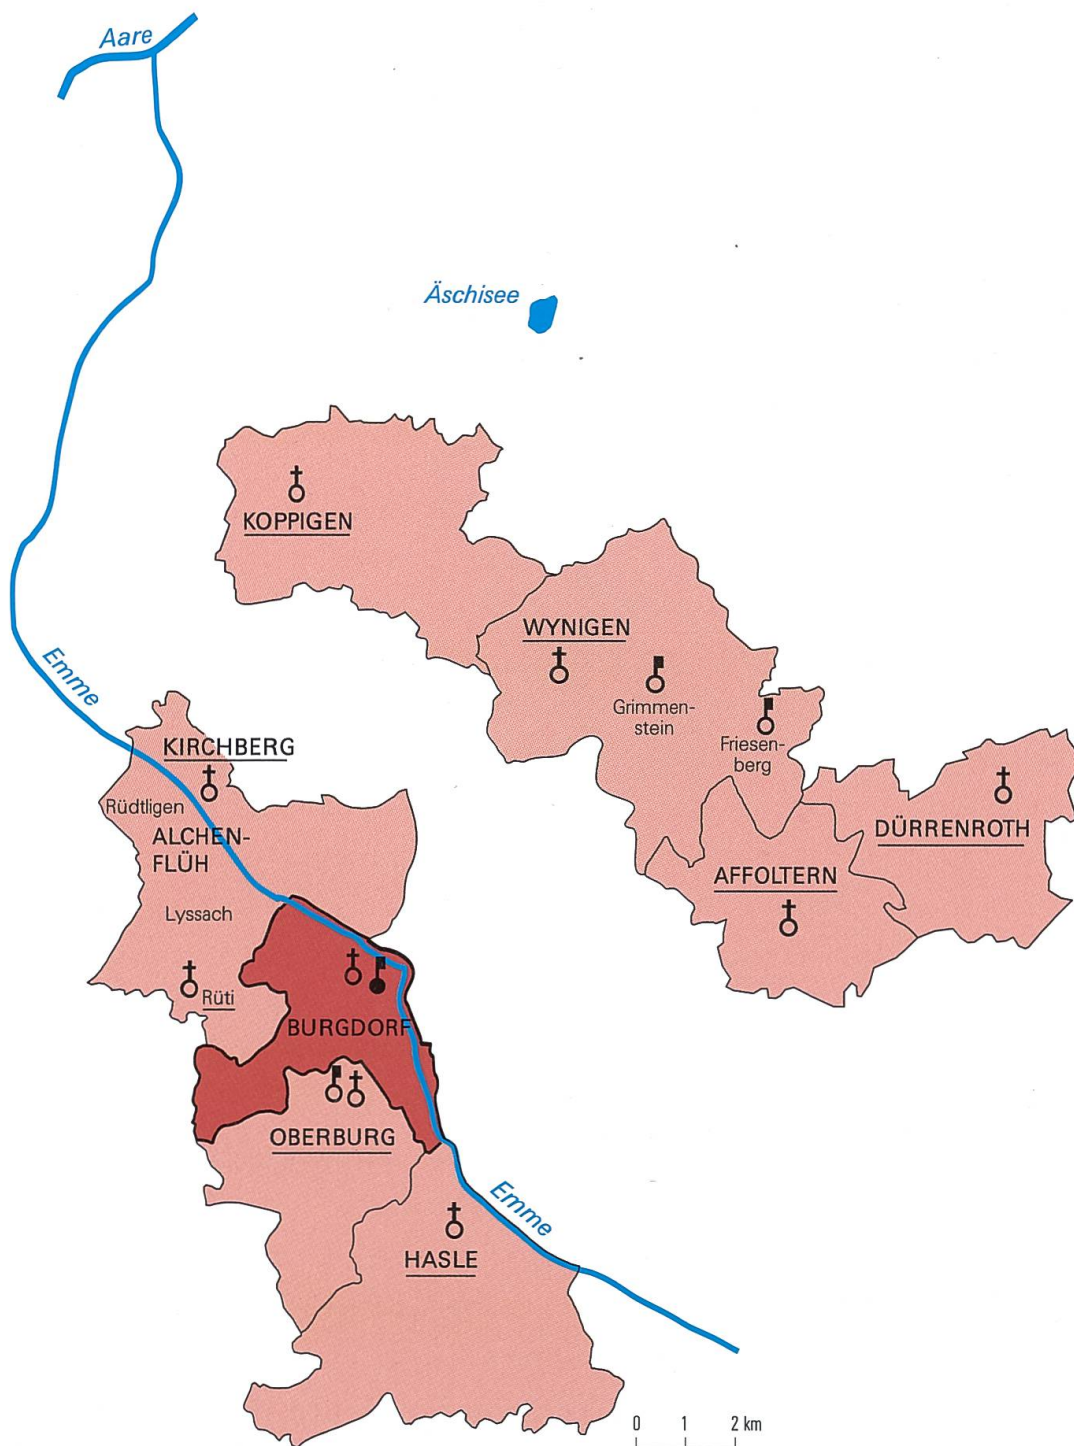 Aare
Äschisee
KOPPIGEN
WYNIGEN
Grimmen-
stein
Friesen-
berg
Emme
KIRCHBERG
Rüdtligen
ALCHEN-
FLÜH
DÜRRENROTH
AFFOLTERN
Lyssach
Rüti
BURGDORF
OBERBURG
Emme
HASLE
0 1 2 km